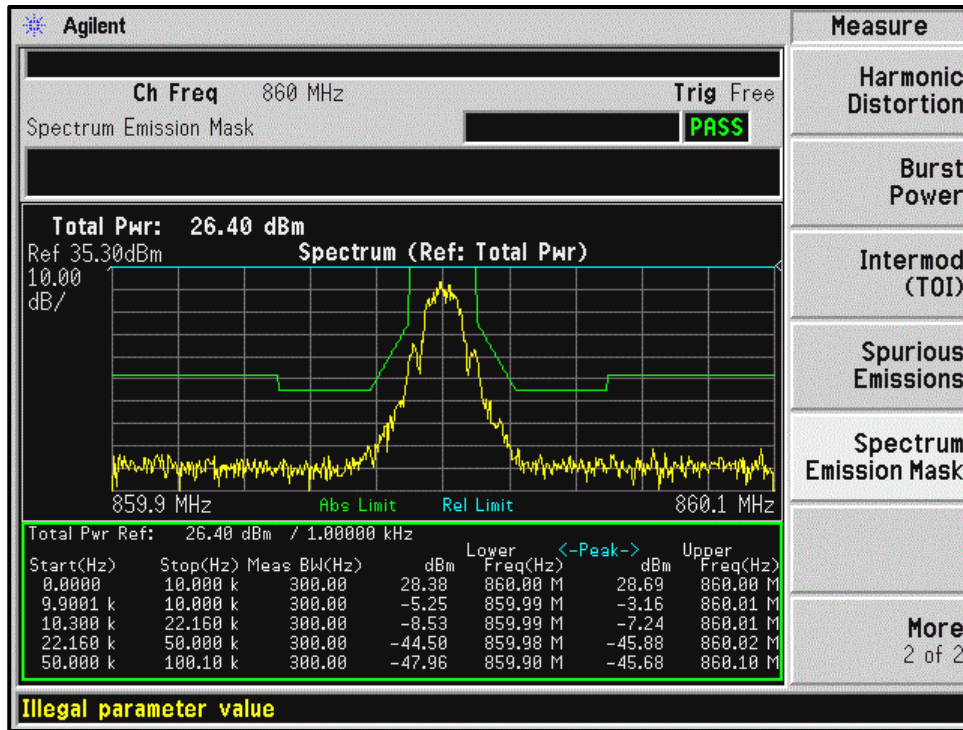 Agilent
Measure
Ch Freq 860 MHz Trig Free
Spectrum Emission Mask PASS
Total Pwr: 26.40 dBm
Ref 35.30dBm Spectrum (Ref: Total Pwr)
10.00
dB/
859.9 MHz Abs Limit Rel Limit 860.1 MHz
Total Pwr Ref: 26.40 dBm / 1.00000 kHz
Lower <-Peak-> Upper
Start(Hz) Stop(Hz) Meas BW(Hz) dBm Freq(Hz) dBm Freq(Hz)
0.0000 10.000 k 300.00 28.38 860.00 M 28.69 860.00 M
9.9001 k 10.000 k 300.00 -5.25 859.99 M -3.16 860.01 M
10.300 k 22.160 k 300.00 -8.53 859.99 M -7.24 860.01 M
22.160 k 50.000 k 300.00 -44.50 859.98 M -45.88 860.02 M
50.000 k 100.10 k 300.00 -47.96 859.90 M -45.68 860.10 M
Illegal parameter value
Harmonic
Distortion
Burst
Power
Intermod
(TOI)
Spurious
Emissions
Spectrum
Emission Mask
More
2 of 2